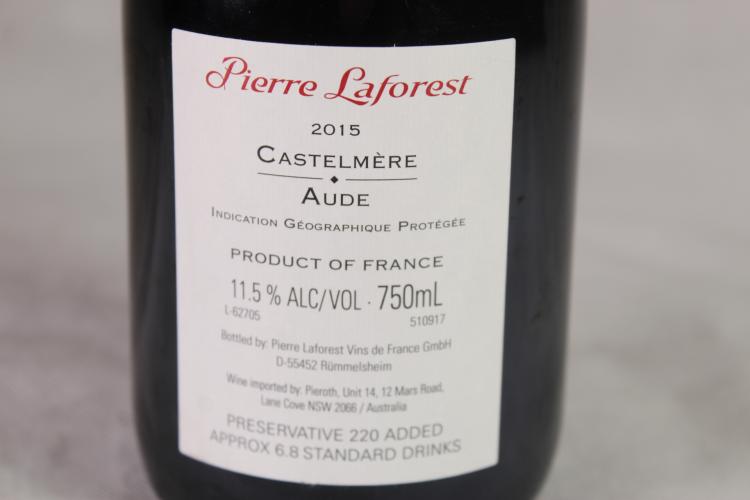 Pierre Laforest
2015
CASTELMÈRE
AUDE
INDICATION GÉOGRAPHIQUE PROTÉGÉE
PRODUCT OF FRANCE
11.5 % ALC/VOL · 750mL
L-62705 510917
Bottled by: Pierre Laforest Vins de France GmbH
D-55452 Rümmelsheim
Wine imported by: Pieroth, Unit 14, 12 Mars Road,
Lane Cove NSW 2066 / Australia
PRESERVATIVE 220 ADDED
APPROX 6.8 STANDARD DRINKS